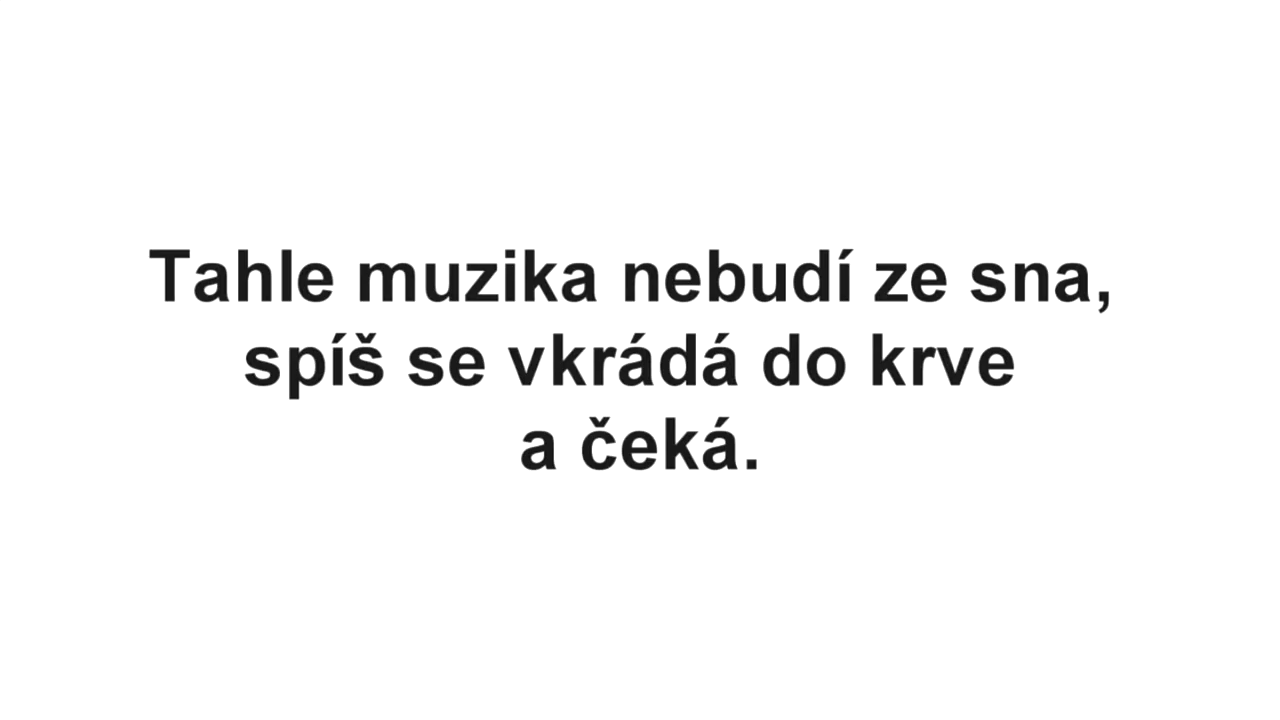 Tahle muzika nebudí ze sna,
spíš se vkrádá do krve
a čeká.